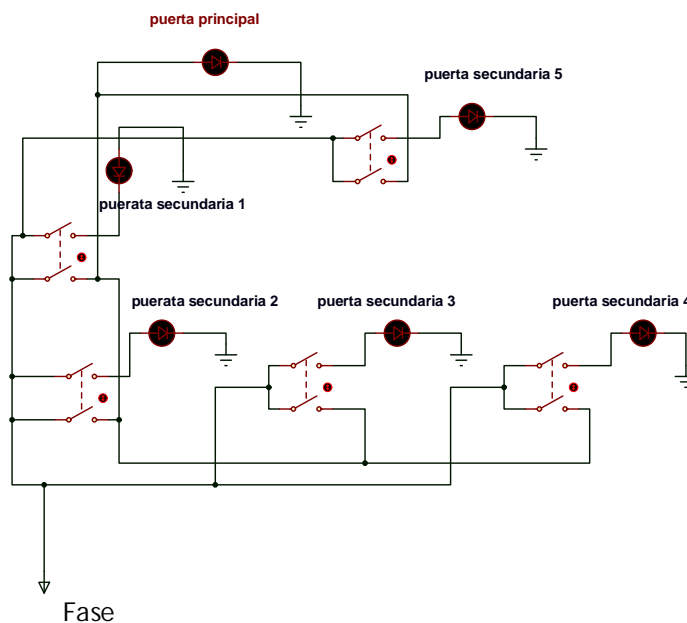 puerta principal
puerta secundaria 5
puerata secundaria 1
puerata secundaria 2
puerta secundaria 3
puerta secundaria 4
Fase